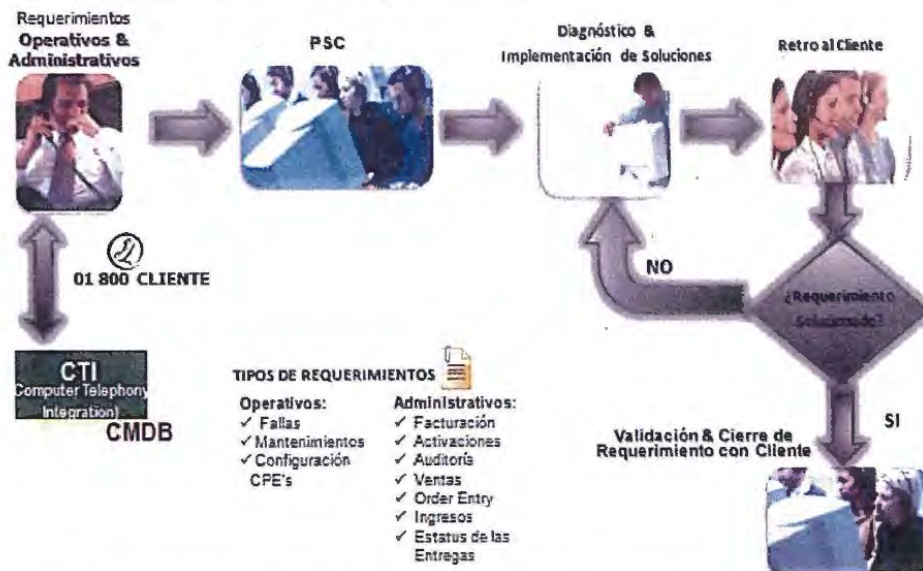 Requerimientos
Operativos &
Administrativos
PSC
Diagnóstico &
Implementación de Soluciones
Retro al Cliente
01 800 CLIENTE
NO
¿Requerimiento
Solucionado?
CTI
Computer Telephony
Integration)
CMDB
TIPOS DE REQUERIMIENTOS
Operativos:
✓ Fallas
✓ Mantenimientos
✓ Configuración
CPE's
Administrativos:
✓ Facturación
✓ Activaciones
✓ Auditoría
✓ Ventas
✓ Order Entry
✓ Ingresos
✓ Estatus de las
Entregas
SI
Validación & Cierre de
Requerimiento con Cliente